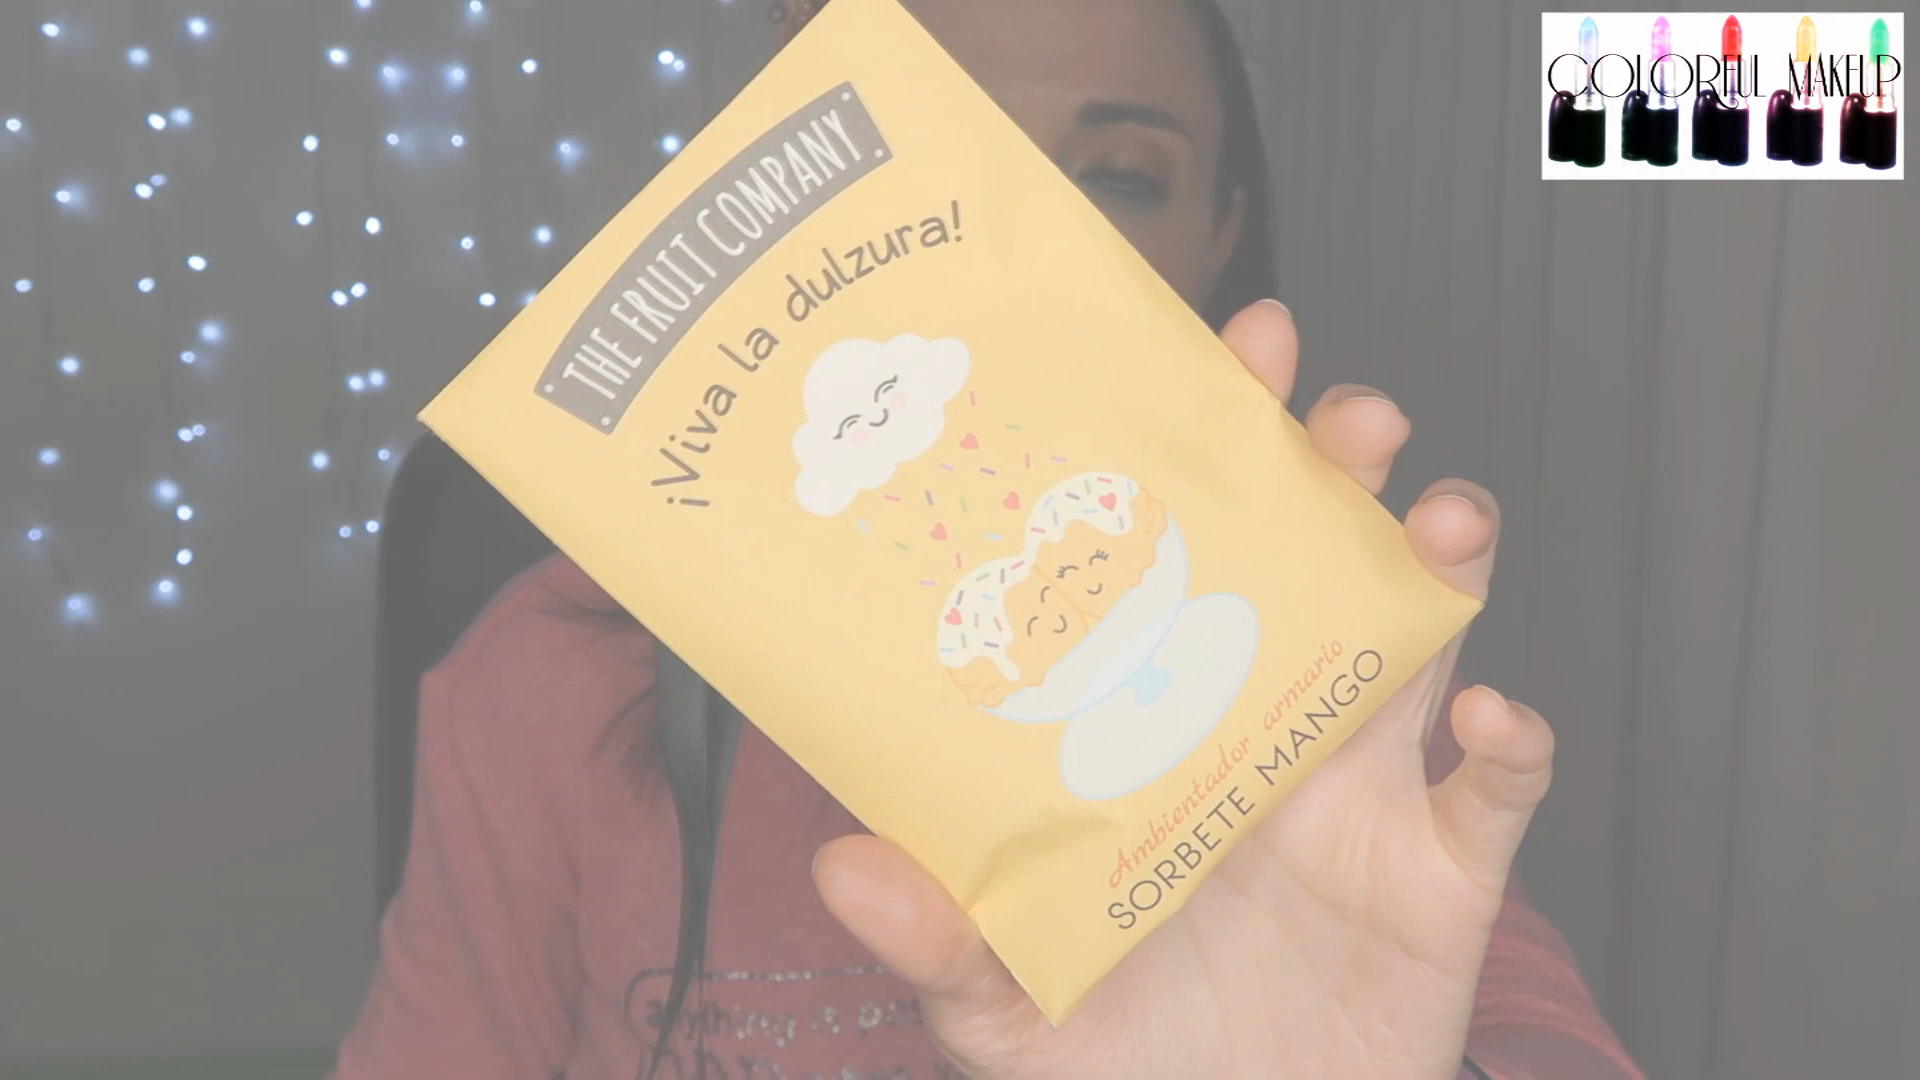 COLORFUL MAKEUP
THE FRUIT COMPANY
¡Viva la dulzura!
Ambientador armario
SORBETE MANGO